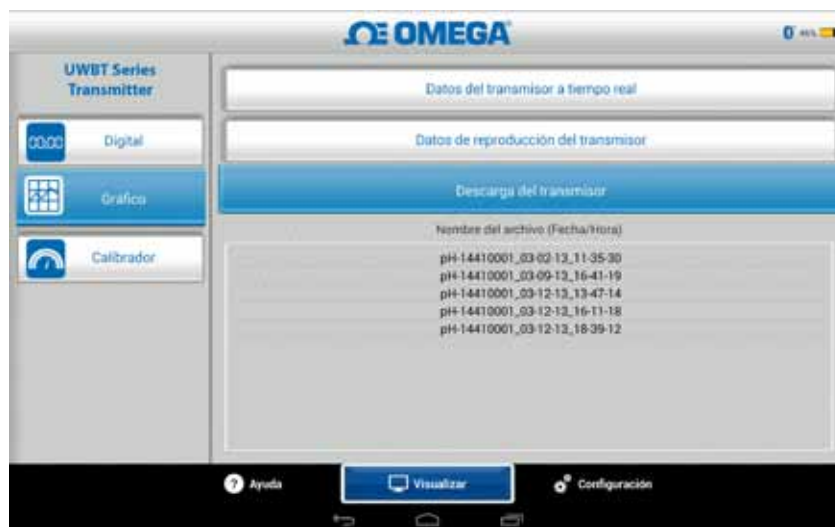 OMEGA
UWBT Series
Transmitter
Digital
Gráfico
Calibrador
Datos del transmisor a tiempo real
Datos de reproducción del transmisor
Descarga del transmisor
Nombre del archivo (Fecha/Hora)
pH-14410001_03-02-13_11-35-30
pH-14410001_03-09-13_16-41-19
pH-14410001_03-12-13_13-47-14
pH-14410001_03-12-13_16-11-18
pH-14410001_03-12-13_18-39-12
Ayuda
Visualizar
Configuración